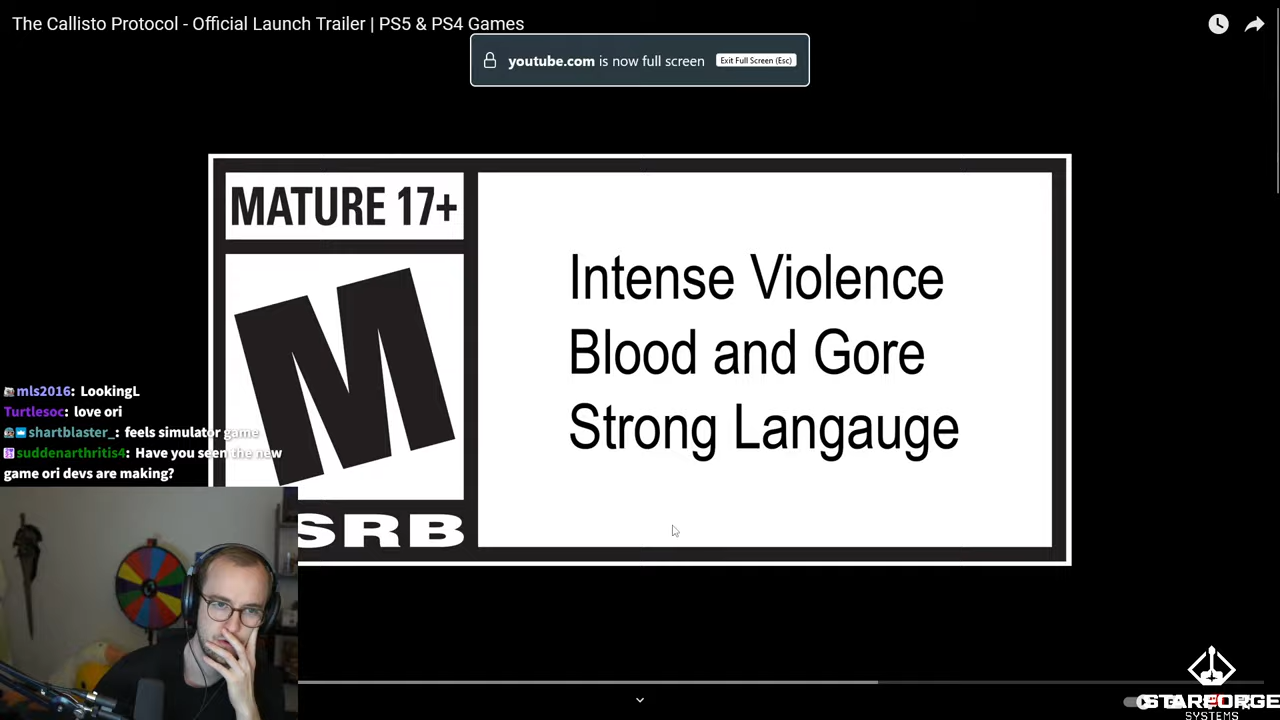 The Callisto Protocol - Official Launch Trailer | PS5 & PS4 Games
youtube.com is now full screen
Exit Full Screen (Esc)
MATURE 17+
M
Intense Violence
Blood and Gore
Strong Langauge
mls2016: LookingL
Turtlesoc: love ori
shartblaster_: feels simulator game
suddenarthritis4: Have you seen the new
game ori devs are making?
SRB
STARFORGE
SYSTEMS